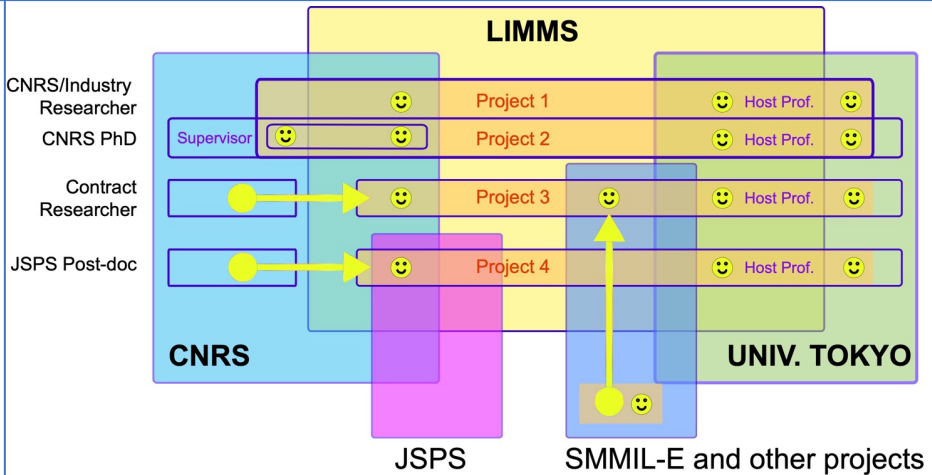 LIMMS
CNRS/Industry
Researcher
Project 1
Host Prof.
CNRS PhD
Supervisor
Project 2
Host Prof.
Contract
Researcher
Project 3
Host Prof.
JSPS Post-doc
Project 4
Host Prof.
CNRS
UNIV. TOKYO
JSPS
SMMIL-E and other projects